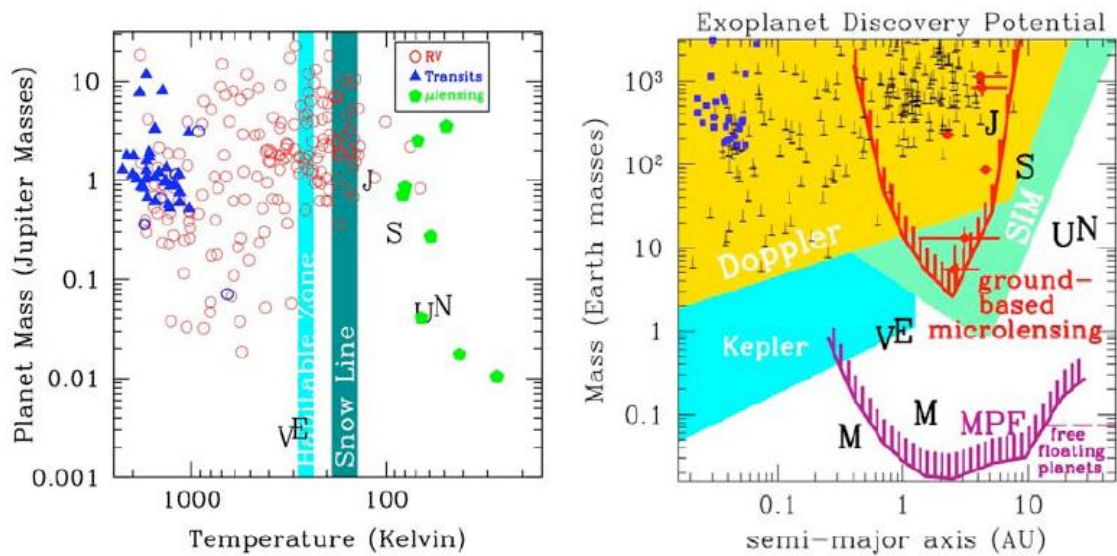 Planet Mass (Jupiter Masses)
10
1
0.1
0.01
0.001
RV
Transits
μlensing
Habitable Zone
Snow Line
J
S
U N
V E
1000
100
Temperature (Kelvin)
Exoplanet Discovery Potential
Mass (Earth masses)
10³
10²
10
1
0.1
J
S
Doppler
SIM
U N
ground-
based
microlensing
V E
Kepler
M
M
MPF
free
floating
planets
0.1
1
10
semi-major axis (AU)